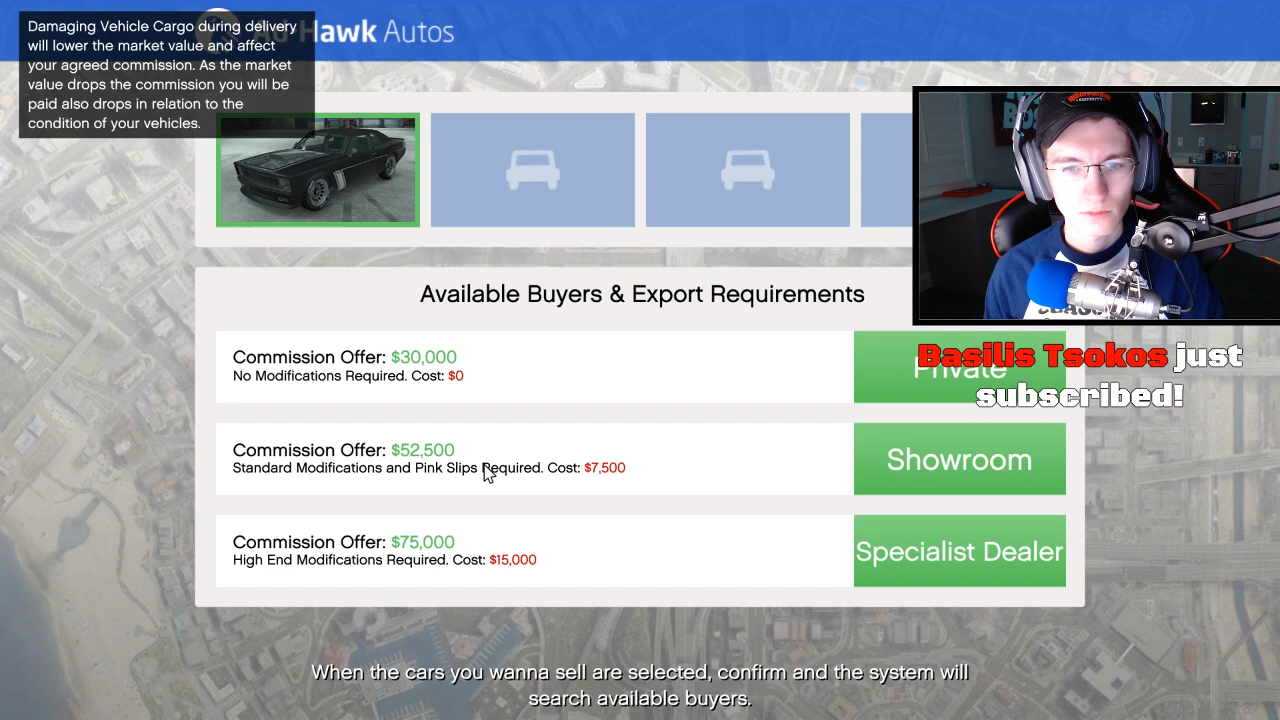 Damaging Vehicle Cargo during delivery
will lower the market value and affect
your agreed commission. As the market
value drops the commission you will be
paid also drops in relation to the
condition of your vehicles.
Hawk Autos
Available Buyers & Export Requirements
Commission Offer: $30,000
No Modifications Required. Cost: $0
Private
Basilis Tsokos just
subscribed!
Commission Offer: $52,500
Standard Modifications and Pink Slips Required. Cost: $7,500
Showroom
Commission Offer: $75,000
High End Modifications Required. Cost: $15,000
Specialist Dealer
When the cars you wanna sell are selected, confirm and the system will
search available buyers.